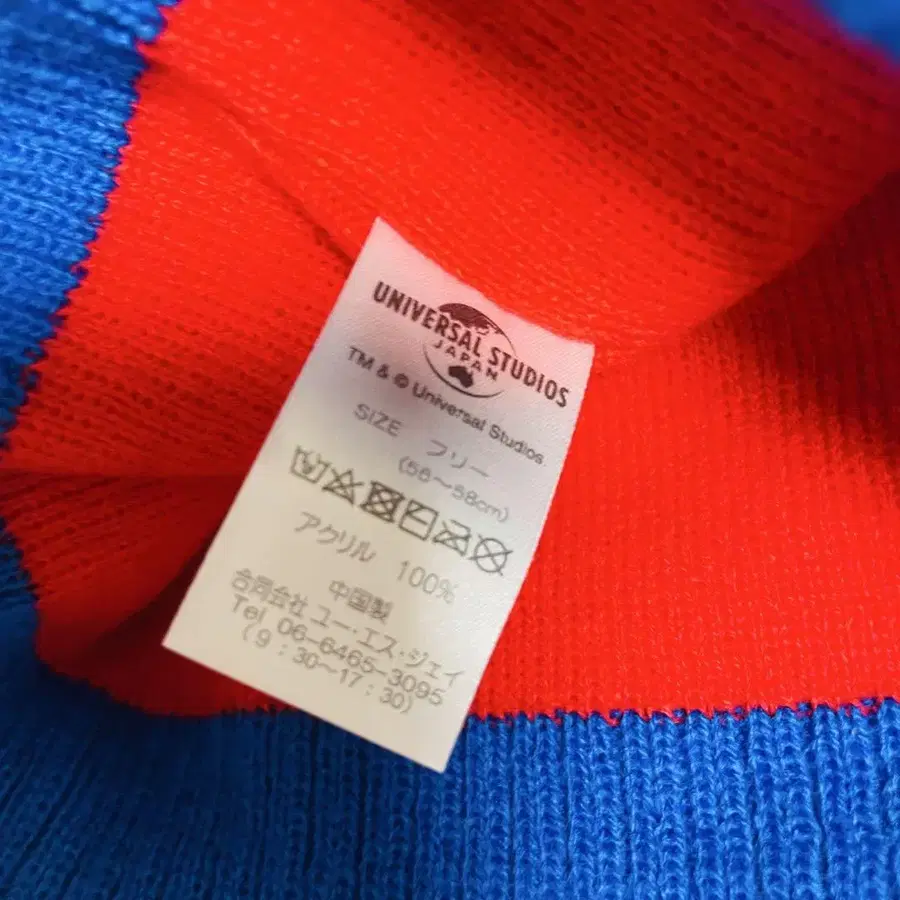 UNIVERSAL STUDIOS
JAPAN
TM & © Universal Studios.
SIZE フリー
(56～58cm)
アクリル 100%
中国製
合同会社 ユー・エス・ジェイ
Tel 06-6465-3095
(9:30～17:30)